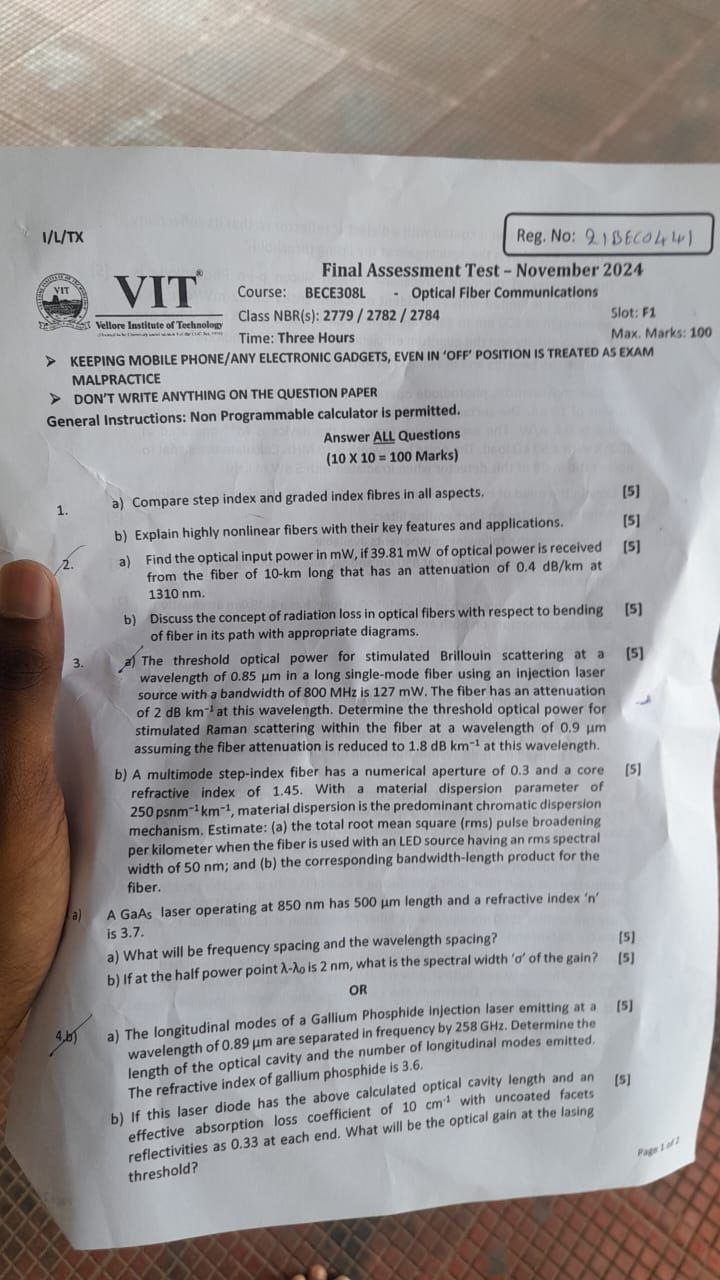 I/L/TX
Reg. No: 21BEC0441
VIT
VIT®
Vellore Institute of Technology
Final Assessment Test – November 2024
Course: BECE308L - Optical Fiber Communications
Class NBR(s): 2779 / 2782 / 2784
Slot: F1
Time: Three Hours
Max. Marks: 100
➢ KEEPING MOBILE PHONE/ANY ELECTRONIC GADGETS, EVEN IN ‘OFF’ POSITION IS TREATED AS EXAM
MALPRACTICE
➢ DON’T WRITE ANYTHING ON THE QUESTION PAPER
General Instructions: Non Programmable calculator is permitted.
Answer ALL Questions
(10 X 10 = 100 Marks)
1. a) Compare step index and graded index fibres in all aspects. [5]
b) Explain highly nonlinear fibers with their key features and applications. [5]
2. a) Find the optical input power in mW, if 39.81 mW of optical power is received [5]
from the fiber of 10-km long that has an attenuation of 0.4 dB/km at
1310 nm.
b) Discuss the concept of radiation loss in optical fibers with respect to bending [5]
of fiber in its path with appropriate diagrams.
3. a) The threshold optical power for stimulated Brillouin scattering at a [5]
wavelength of 0.85 μm in a long single-mode fiber using an injection laser
source with a bandwidth of 800 MHz is 127 mW. The fiber has an attenuation
of 2 dB km⁻¹ at this wavelength. Determine the threshold optical power for
stimulated Raman scattering within the fiber at a wavelength of 0.9 μm
assuming the fiber attenuation is reduced to 1.8 dB km⁻¹ at this wavelength.
b) A multimode step-index fiber has a numerical aperture of 0.3 and a core [5]
refractive index of 1.45. With a material dispersion parameter of
250 psnm⁻¹km⁻¹, material dispersion is the predominant chromatic dispersion
mechanism. Estimate: (a) the total root mean square (rms) pulse broadening
per kilometer when the fiber is used with an LED source having an rms spectral
width of 50 nm; and (b) the corresponding bandwidth-length product for the
fiber.
a) A GaAs laser operating at 850 nm has 500 μm length and a refractive index ‘n’
is 3.7.
a) What will be frequency spacing and the wavelength spacing? [5]
b) If at the half power point λ-λ₀ is 2 nm, what is the spectral width ‘σ’ of the gain? [5]
OR
4.b) a) The longitudinal modes of a Gallium Phosphide injection laser emitting at a [5]
wavelength of 0.89 μm are separated in frequency by 258 GHz. Determine the
length of the optical cavity and the number of longitudinal modes emitted.
The refractive index of gallium phosphide is 3.6.
b) If this laser diode has the above calculated optical cavity length and an [5]
effective absorption loss coefficient of 10 cm⁻¹ with uncoated facets
reflectivities as 0.33 at each end. What will be the optical gain at the lasing
threshold?
Page 1 of 2